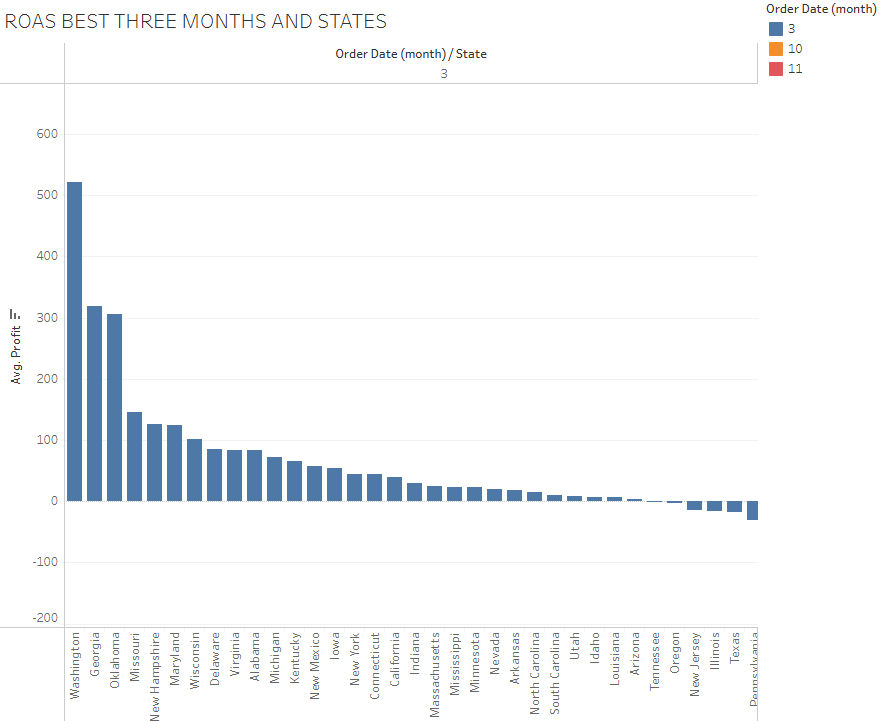 ROAS BEST THREE MONTHS AND STATES
Order Date (month)
3
10
11
Order Date (month) / State
3
Avg. Profit
600
500
400
300
200
100
0
-100
-200
Washington
Georgia
Oklahoma
Missouri
New Hampshire
Maryland
Wisconsin
Delaware
Virginia
Alabama
Michigan
Kentucky
New Mexico
Iowa
New York
Connecticut
California
Indiana
Massachusetts
Mississippi
Minnesota
Nevada
Arkansas
North Carolina
South Carolina
Utah
Idaho
Louisiana
Arizona
Tennessee
Oregon
New Jersey
Illinois
Texas
Pennsylvania